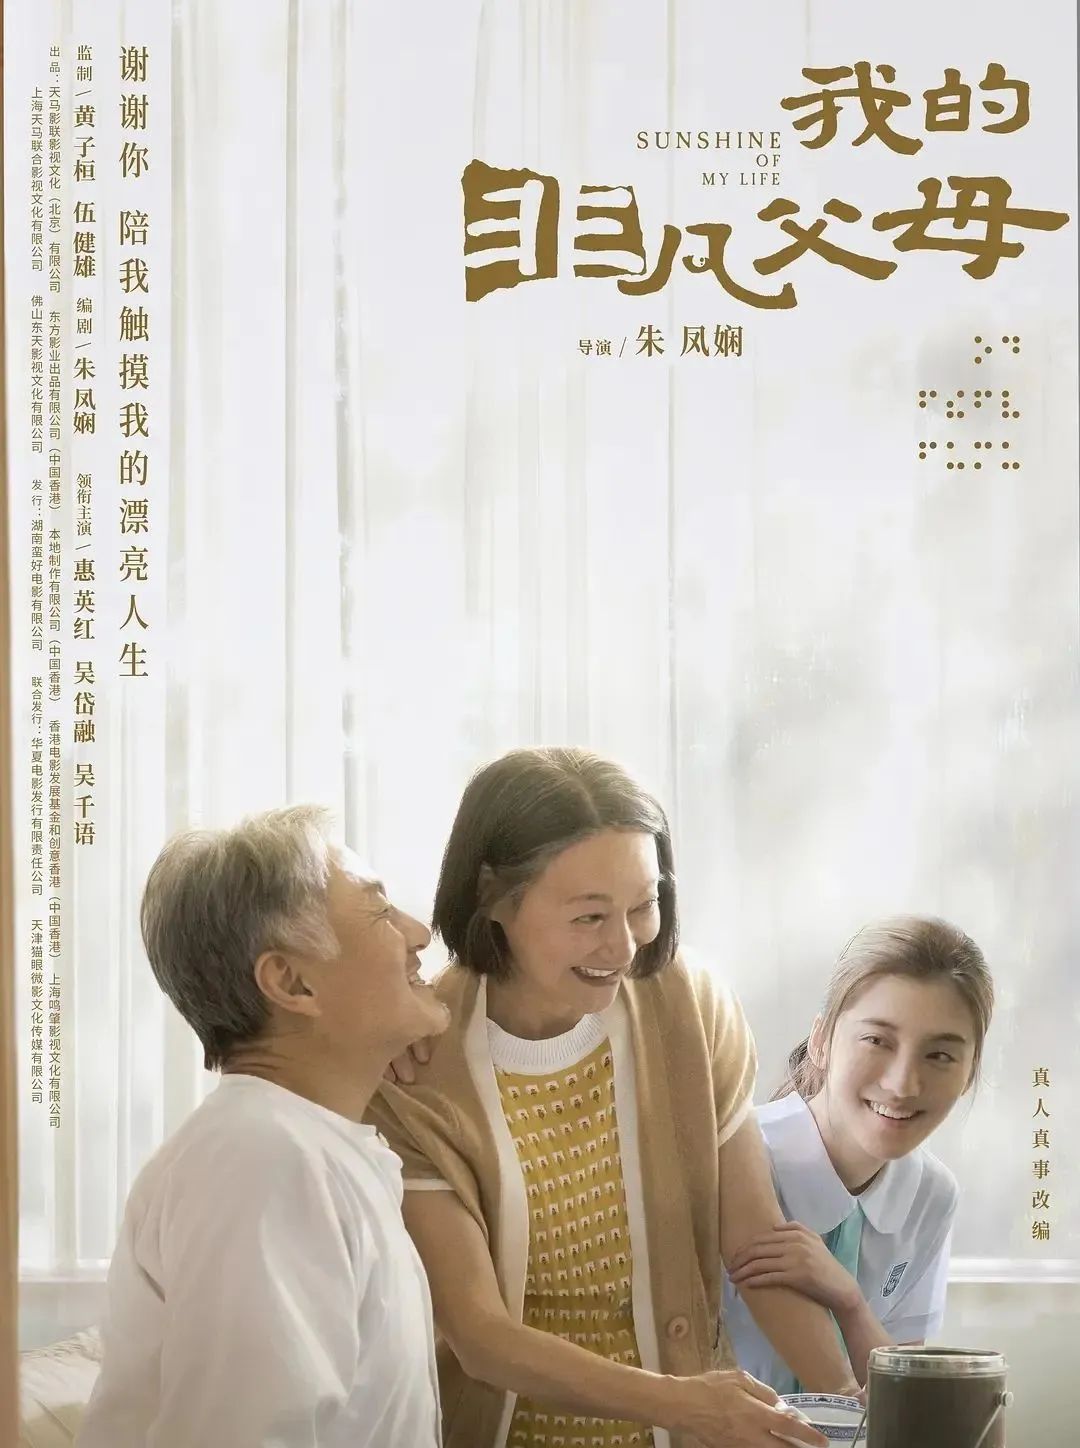 我的
SUNSHINE
OF
MY LIFE
非凡父母
导演/朱 凤娴
谢谢你 陪我触摸我的漂亮人生
监制/黄子桓 伍健雄 编剧/朱凤娴 领衔主演/惠英红 吴岱融 吴千语
出品:天马影联影视文化(北京)有限公司 东方影业出品有限公司(中国香港) 本地制作有限公司(中国香港) 香港电影发展基金和创意香港(中国香港) 上海鸣肇影视文化有限公司
上海天马联合影视文化有限公司 佛山东天影视文化有限公司 发行:湖南蛮好电影有限公司 联合发行:华夏电影发行有限责任公司 天津猫眼微影文化传媒有限公司
真人真事改编